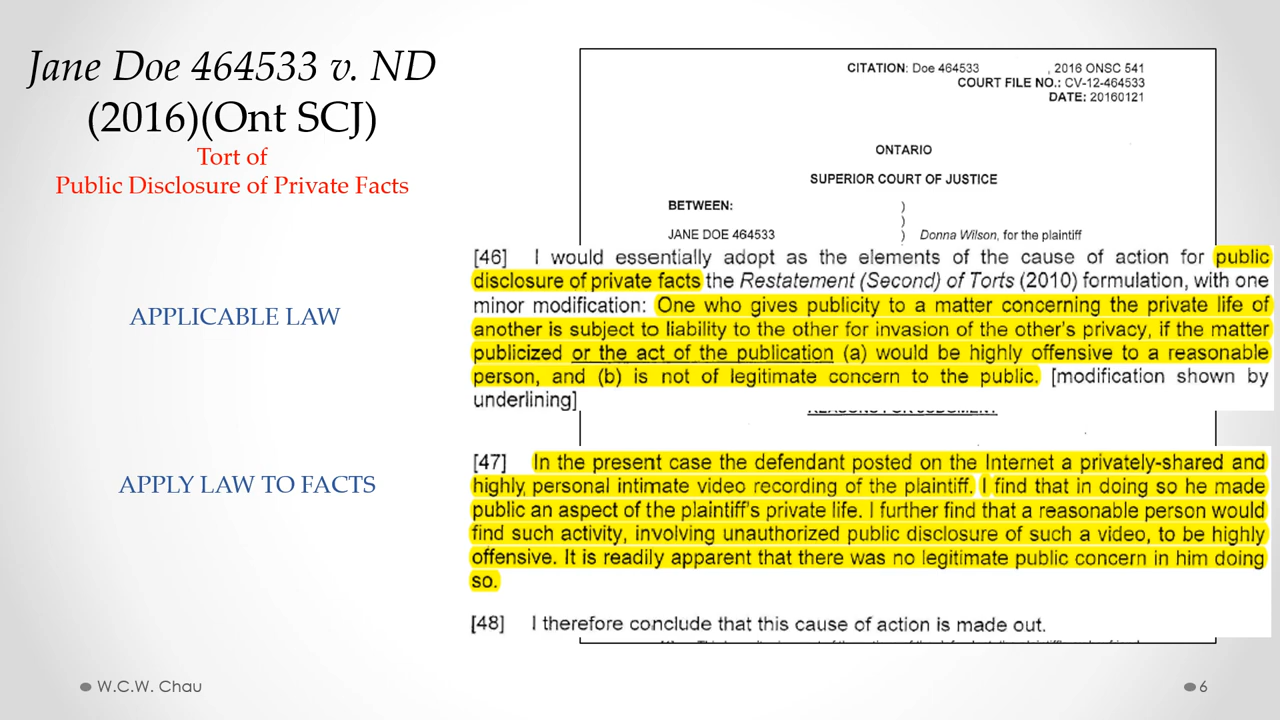 Jane Doe 464533 v. ND
(2016)(Ont SCJ)
Tort of
Public Disclosure of Private Facts
CITATION: Doe 464533 , 2016 ONSC 541
COURT FILE NO.: CV-12-464533
DATE: 20160121
ONTARIO
SUPERIOR COURT OF JUSTICE
BETWEEN: )
)
JANE DOE 464533 ) Donna Wilson, for the plaintiff
APPLICABLE LAW
[46] I would essentially adopt as the elements of the cause of action for public
disclosure of private facts the Restatement (Second) of Torts (2010) formulation, with one
minor modification: One who gives publicity to a matter concerning the private life of
another is subject to liability to the other for invasion of the other's privacy, if the matter
publicized or the act of the publication (a) would be highly offensive to a reasonable
person, and (b) is not of legitimate concern to the public. [modification shown by
underlining]
REASONS FOR JUDGMENT
APPLY LAW TO FACTS
[47] In the present case the defendant posted on the Internet a privately-shared and
highly personal intimate video recording of the plaintiff. I find that in doing so he made
public an aspect of the plaintiff's private life. I further find that a reasonable person would
find such activity, involving unauthorized public disclosure of such a video, to be highly
offensive. It is readily apparent that there was no legitimate public concern in him doing
so.
[48] I therefore conclude that this cause of action is made out.
W.C.W. Chau
6